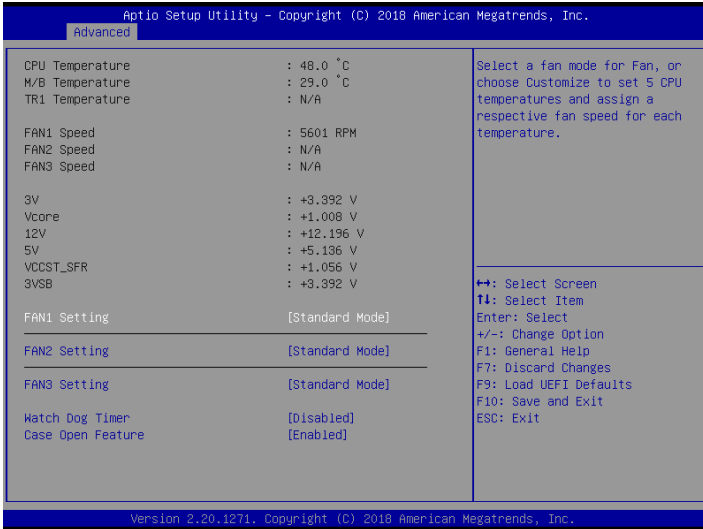 Aptio Setup Utility – Copyright (C) 2018 American Megatrends, Inc.
Advanced
CPU Temperature : 48.0 °C
M/B Temperature : 29.0 °C
TR1 Temperature : N/A
FAN1 Speed : 5601 RPM
FAN2 Speed : N/A
FAN3 Speed : N/A
3V : +3.392 V
Vcore : +1.008 V
12V : +12.196 V
5V : +5.136 V
VCCST_SFR : +1.056 V
3VSB : +3.392 V
FAN1 Setting [Standard Mode]
FAN2 Setting [Standard Mode]
FAN3 Setting [Standard Mode]
Watch Dog Timer [Disabled]
Case Open Feature [Enabled]
Select a fan mode for Fan, or
choose Customize to set 5 CPU
temperatures and assign a
respective fan speed for each
temperature.
↔: Select Screen
↑↓: Select Item
Enter: Select
+/-: Change Option
F1: General Help
F7: Discard Changes
F9: Load UEFI Defaults
F10: Save and Exit
ESC: Exit
Version 2.20.1271. Copyright (C) 2018 American Megatrends, Inc.